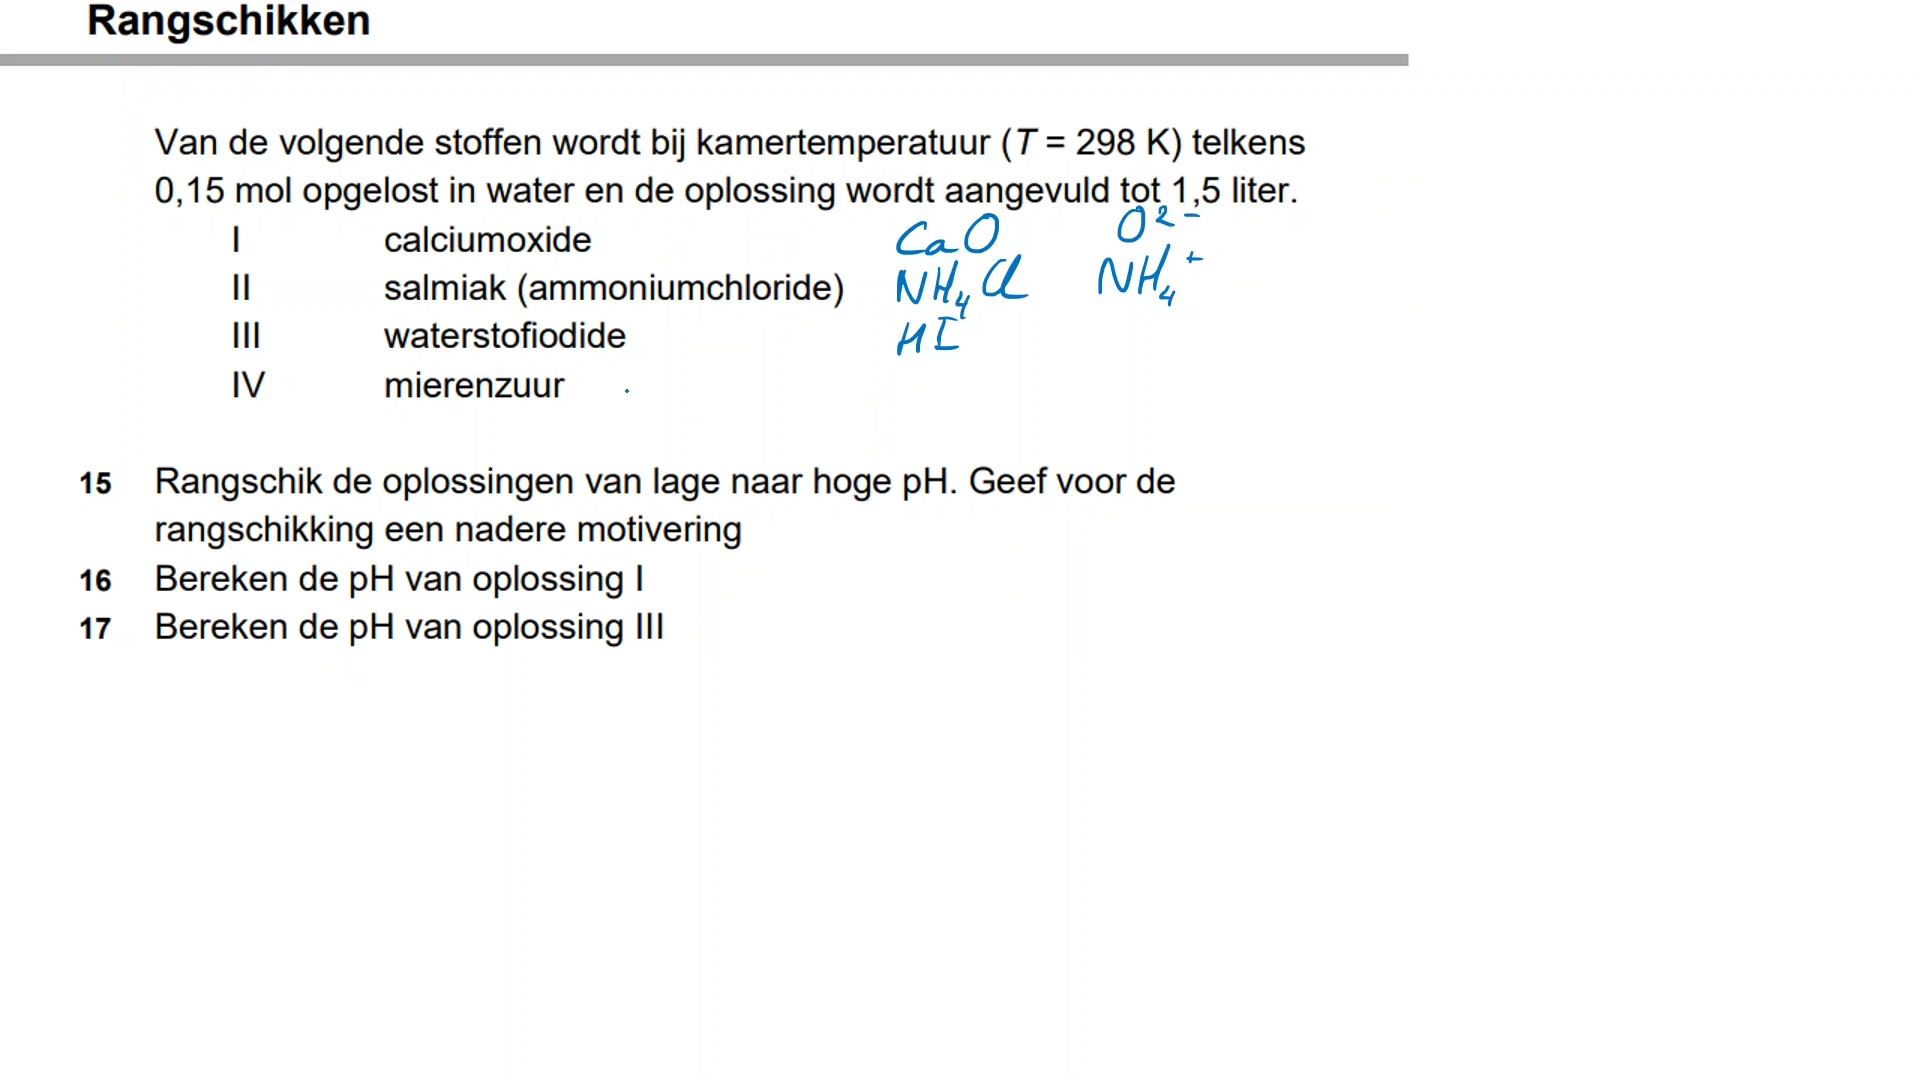 Rangschikken
Van de volgende stoffen wordt bij kamertemperatuur (T = 298 K) telkens
0,15 mol opgelost in water en de oplossing wordt aangevuld tot 1,5 liter.
I calciumoxide CaO O²⁻
II salmiak (ammoniumchloride) NH₄Cl NH₄⁺
III waterstofiodide HI
IV mierenzuur
15 Rangschik de oplossingen van lage naar hoge pH. Geef voor de
rangschikking een nadere motivering
16 Bereken de pH van oplossing I
17 Bereken de pH van oplossing III